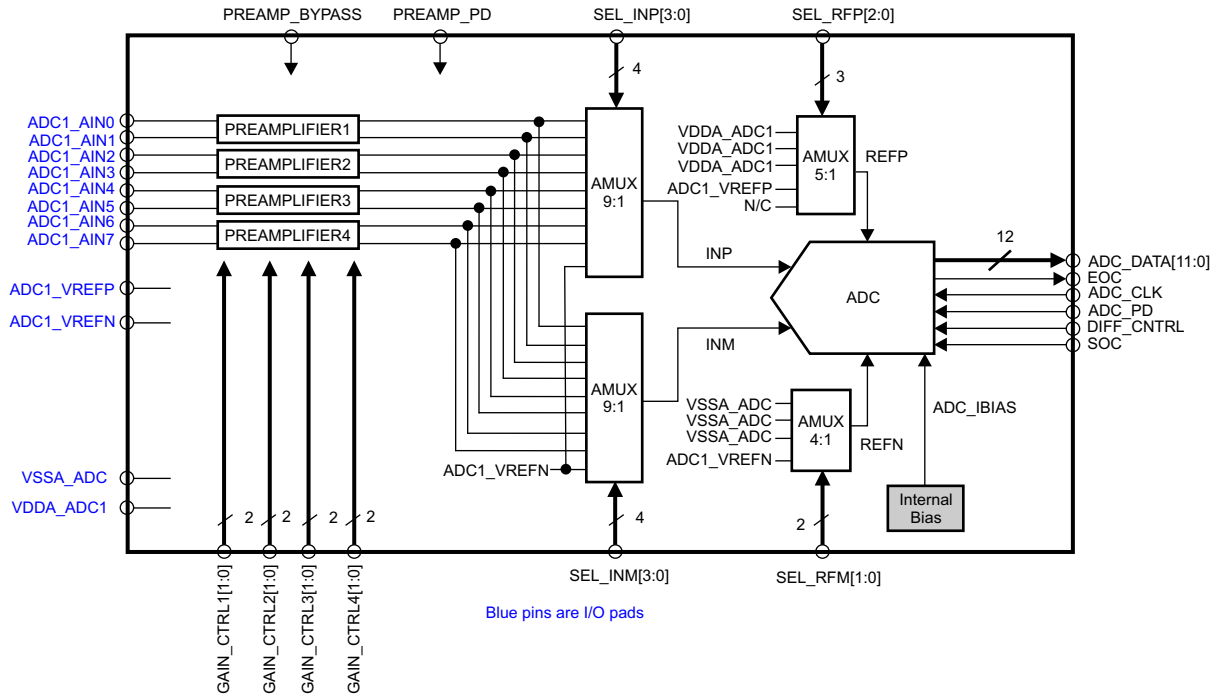 PREAMP_BYPASS
PREAMP_PD
SEL_INP[3:0]
SEL_RFP[2:0]
4
3
ADC1_AIN0
ADC1_AIN1
ADC1_AIN2
ADC1_AIN3
ADC1_AIN4
ADC1_AIN5
ADC1_AIN6
ADC1_AIN7
PREAMPLIFIER1
PREAMPLIFIER2
PREAMPLIFIER3
PREAMPLIFIER4
AMUX
9:1
VDDA_ADC1
VDDA_ADC1
VDDA_ADC1
ADC1_VREFP
N/C
AMUX
5:1
REFP
INP
ADC
12
ADC_DATA[11:0]
EOC
ADC_CLK
ADC_PD
DIFF_CNTRL
SOC
ADC1_VREFP
ADC1_VREFN
INM
AMUX
9:1
VSSA_ADC
VSSA_ADC
VSSA_ADC
ADC1_VREFN
AMUX
4:1
REFN
ADC_IBIAS
ADC1_VREFN
VSSA_ADC
VDDA_ADC1
Internal
Bias
2
2
2
2
4
2
GAIN_CTRL1[1:0]
GAIN_CTRL2[1:0]
GAIN_CTRL3[1:0]
GAIN_CTRL4[1:0]
SEL_INM[3:0]
SEL_RFM[1:0]
Blue pins are I/O pads